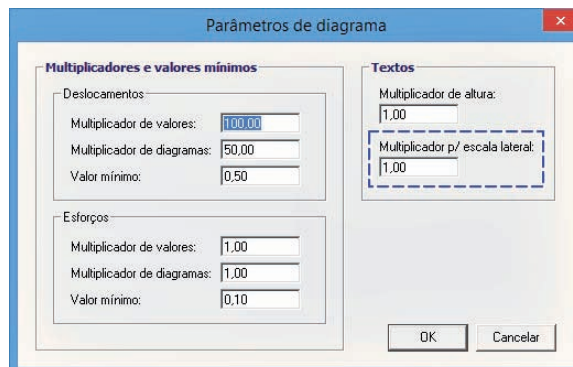 Parâmetros de diagrama
Multiplicadores e valores mínimos
Deslocamentos
Multiplicador de valores: 100,00
Multiplicador de diagramas: 50,00
Valor mínimo: 0,50
Esforços
Multiplicador de valores: 1,00
Multiplicador de diagramas: 1,00
Valor mínimo: 0,10
Textos
Multiplicador de altura:
1,00
Multiplicador p/ escala lateral:
1,00
OK Cancelar